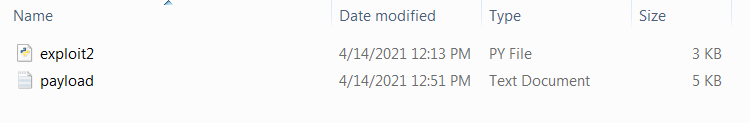 Name Date modified Type Size
exploit2 4/14/2021 12:13 PM PY File 3 KB
payload 4/14/2021 12:51 PM Text Document 5 KB